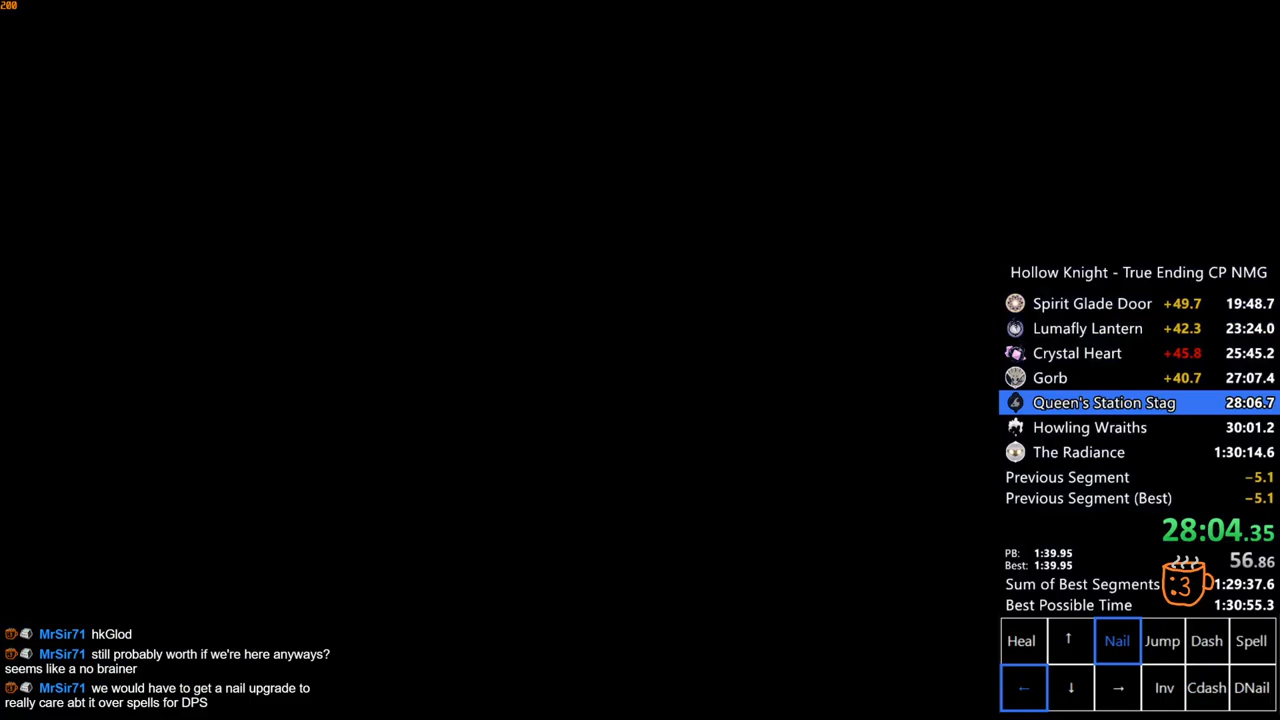 200
Hollow Knight - True Ending CP NMG
Spirit Glade Door +49.7 19:48.7
Lumafly Lantern +42.3 23:24.0
Crystal Heart +45.8 25:45.2
Gorb +40.7 27:07.4
Queen's Station Stag 28:06.7
Howling Wraiths 30:01.2
The Radiance 1:30:14.6
Previous Segment −5.1
Previous Segment (Best) −5.1
28:04.35
PB: 1:39.95 56.86
Best: 1:39.95
Sum of Best Segments 1:29:37.6
:3
Best Possible Time 1:30:55.3
Heal ↑ Nail Jump Dash Spell
← ↓ → Inv Cdash DNail
MrSir71 hkGlod
MrSir71 still probably worth if we're here anyways?
seems like a no brainer
MrSir71 we would have to get a nail upgrade to
really care abt it over spells for DPS